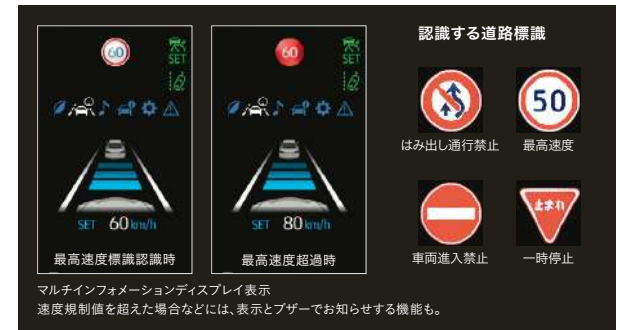 認識する道路標識
60
SET
SET 60km/h
最高速度標識認識時
60
SET
SET 80km/h
最高速度超過時
はみ出し通行禁止
50
最高速度
車両進入禁止
止まれ
一時停止
マルチインフォメーションディスプレイ表示
速度規制値を超えた場合などには、表示とブザーでお知らせする機能も。